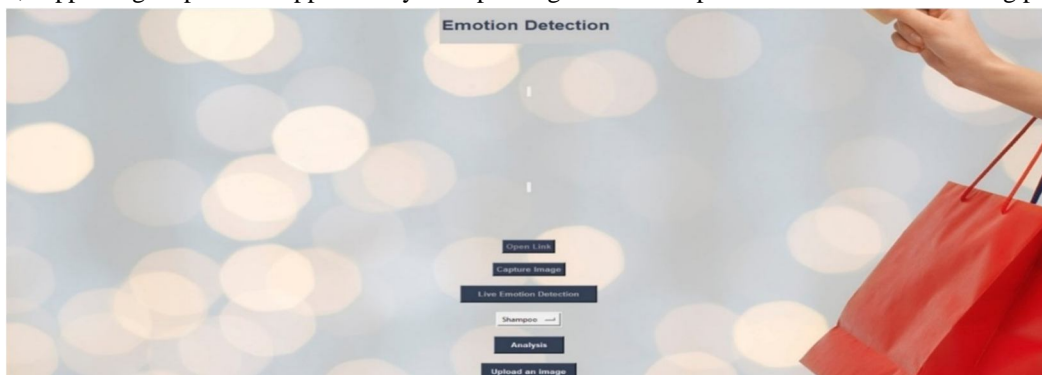 Emotion Detection
Open Link
Capture Image
Live Emotion Detection
Shampoo
Analysis
Upload an image